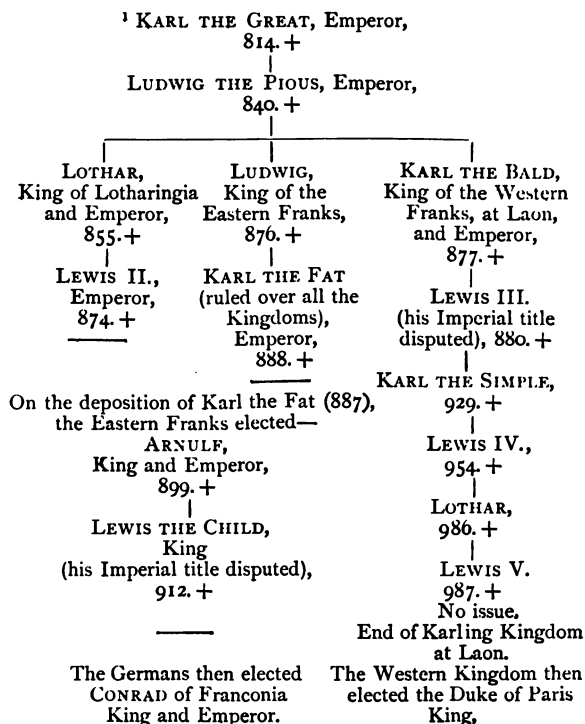 ¹ KARL THE GREAT, Emperor,
814. +
LUDWIG THE PIOUS, Emperor,
840. +
LOTHAR,
King of Lotharingia
and Emperor,
855. +
LEWIS II.,
Emperor,
874. +
LUDWIG,
King of the
Eastern Franks,
876. +
KARL THE FAT
(ruled over all the
Kingdoms),
Emperor,
888. +
KARL THE BALD,
King of the Western
Franks, at Laon,
and Emperor,
877. +
LEWIS III.
(his Imperial title
disputed), 880. +
KARL THE SIMPLE,
929. +
LEWIS IV.,
954. +
LOTHAR,
986. +
LEWIS V.
987. +
No issue.
End of Karling Kingdom
at Laon.
The Western Kingdom then
elected the Duke of Paris
King,
On the deposition of Karl the Fat (887),
the Eastern Franks elected—
ARNULF,
King and Emperor,
899. +
LEWIS THE CHILD,
King
(his Imperial title disputed),
912. +
The Germans then elected
CONRAD of Franconia
King and Emperor.